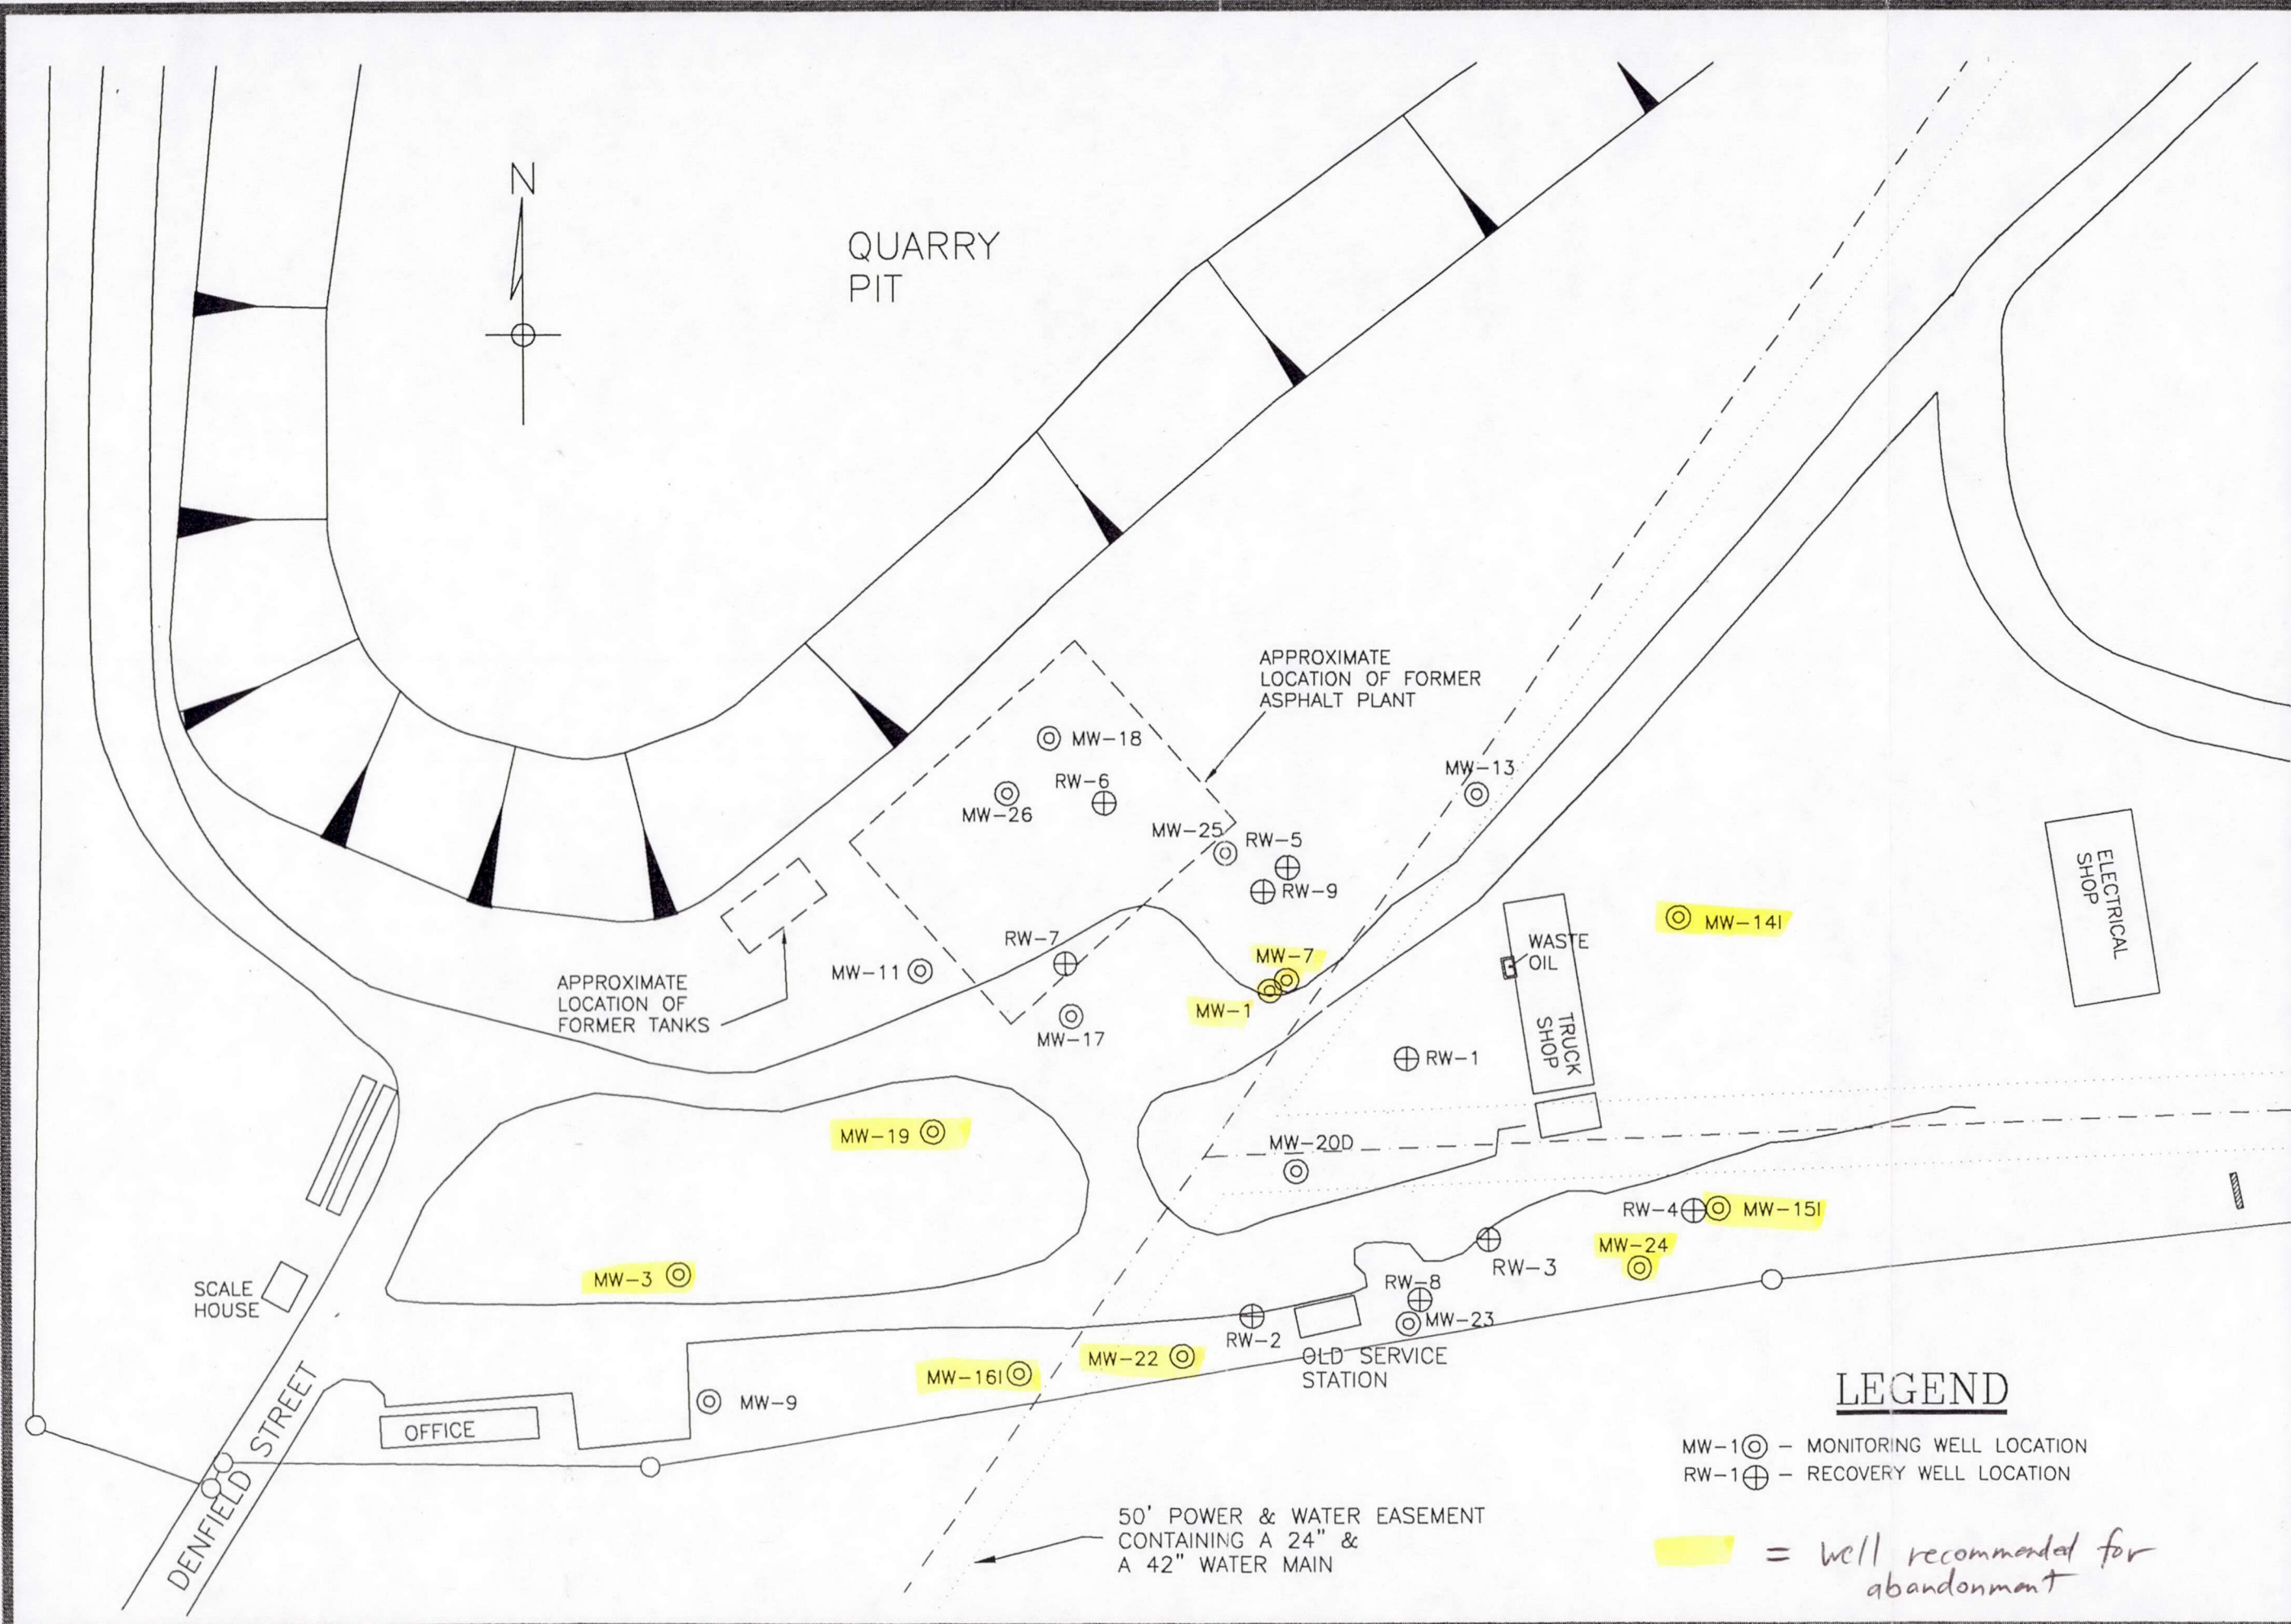 N
QUARRY
PIT
APPROXIMATE
LOCATION OF FORMER
ASPHALT PLANT
MW-18
RW-6
MW-26
MW-13
MW-25
RW-5
RW-9
ELECTRICAL
SHOP
MW-14I
WASTE
OIL
RW-7
MW-11
MW-7
MW-1
APPROXIMATE
LOCATION OF
FORMER TANKS
MW-17
TRUCK
SHOP
RW-1
MW-19
MW-20D
RW-4
MW-15I
MW-24
RW-3
MW-3
SCALE
HOUSE
RW-8
MW-23
RW-2
MW-22
OLD SERVICE
STATION
MW-16I
MW-9
OFFICE
DENFIELD STREET
LEGEND
MW-1 - MONITORING WELL LOCATION
RW-1 - RECOVERY WELL LOCATION
50' POWER & WATER EASEMENT
CONTAINING A 24" &
A 42" WATER MAIN
= well recommended for
abandonment